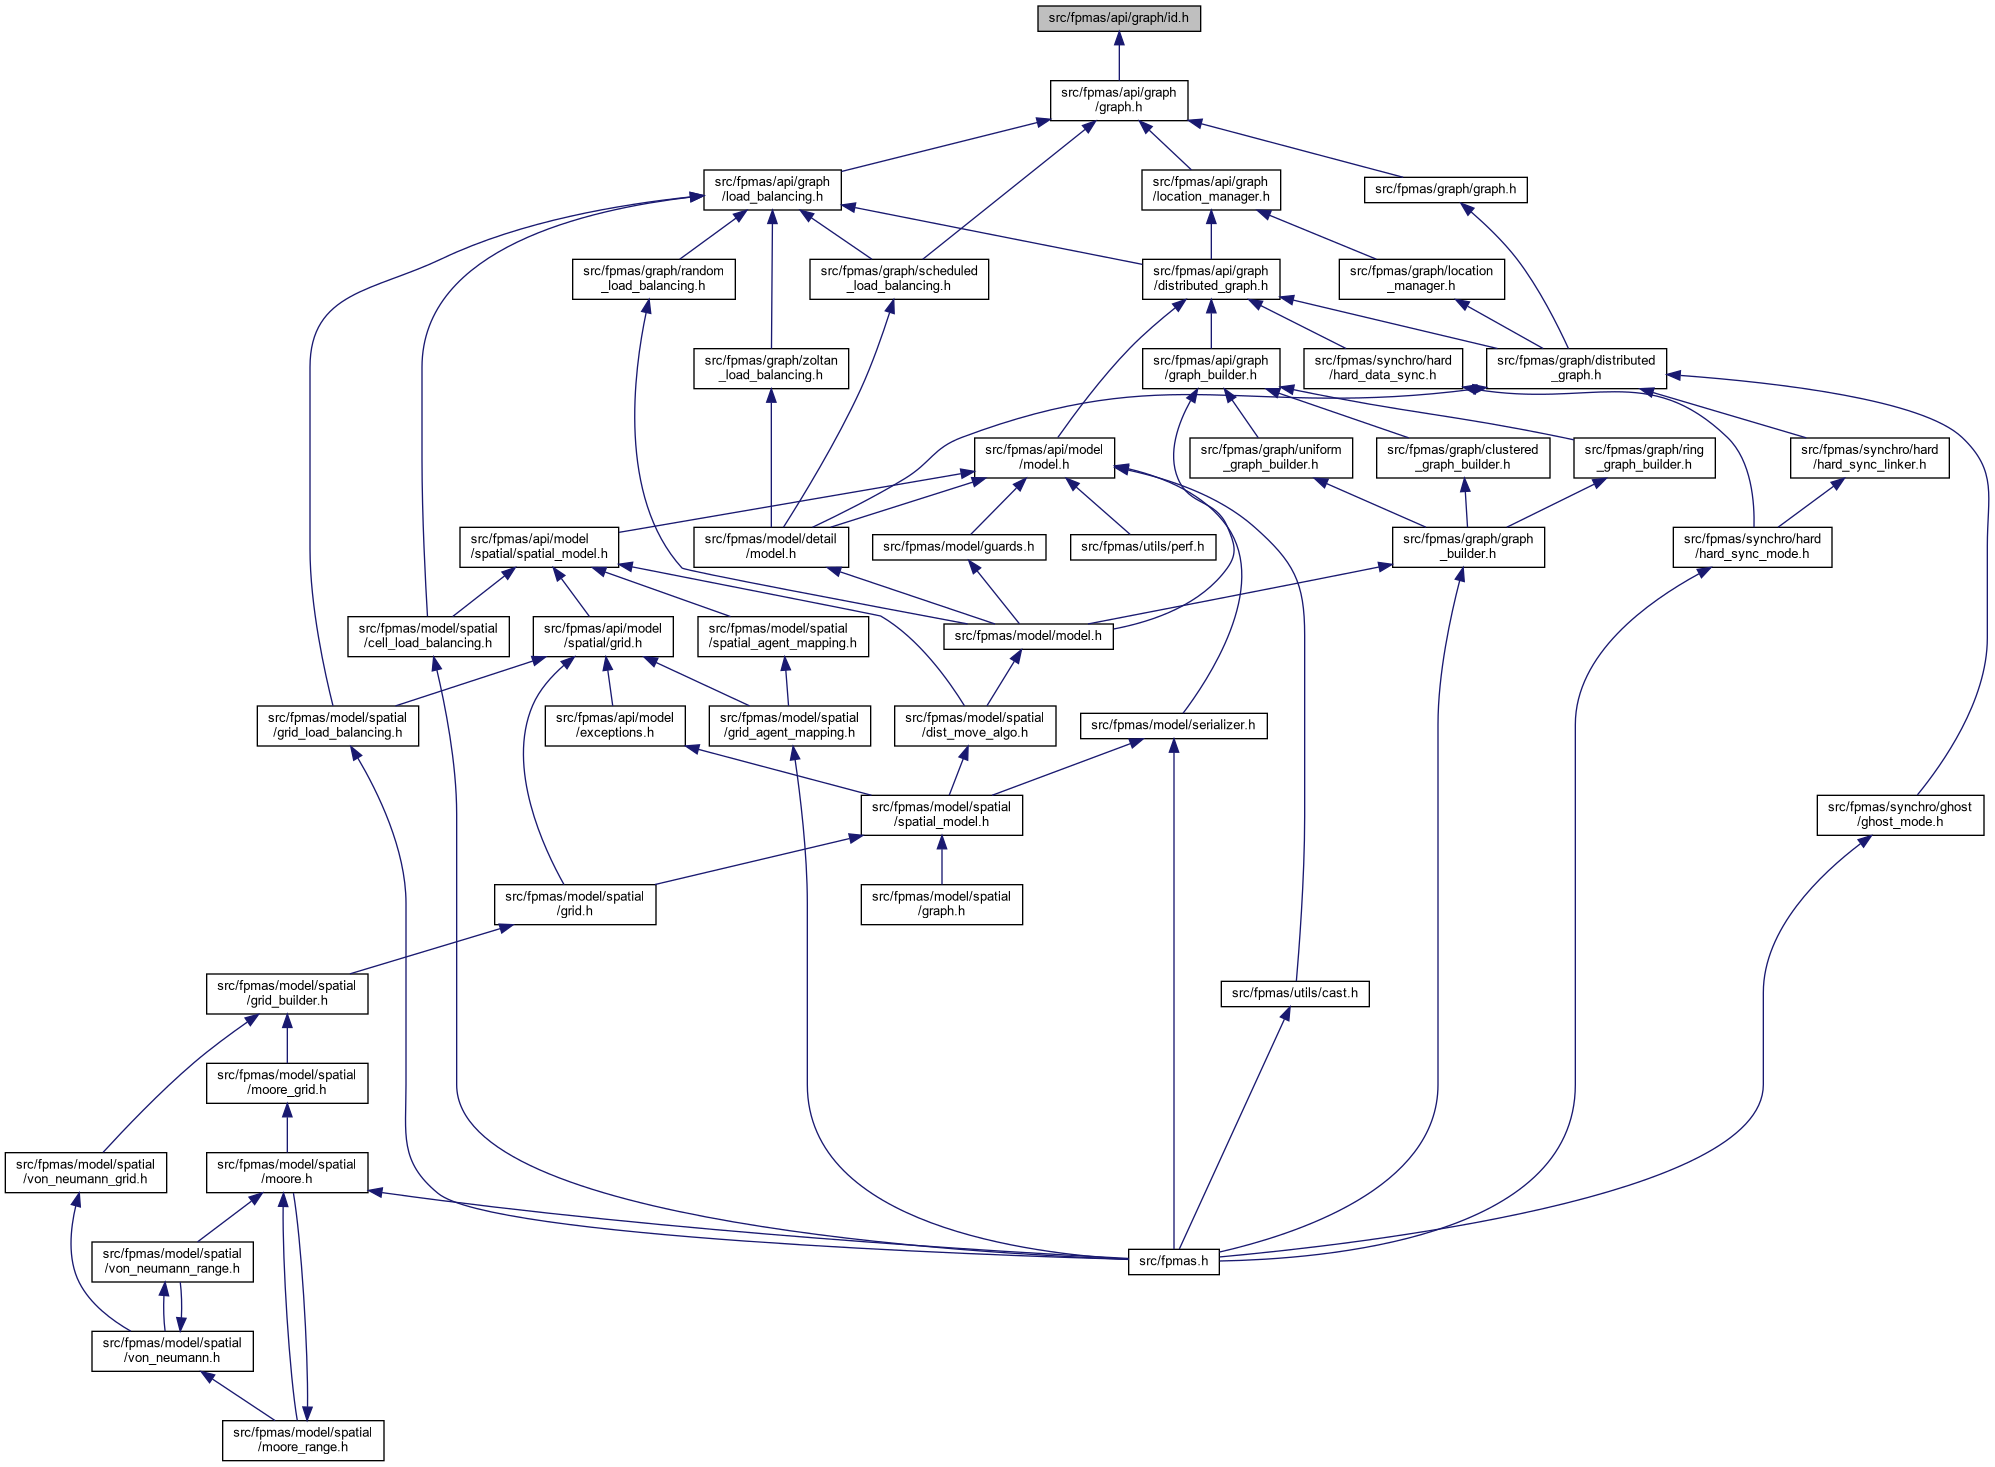 src/fpmas/api/graph/id.h
src/fpmas/api/graph
/graph.h
src/fpmas/api/graph
/load_balancing.h
src/fpmas/api/graph
/location_manager.h
src/fpmas/graph/graph.h
src/fpmas/graph/random
_load_balancing.h
src/fpmas/graph/scheduled
_load_balancing.h
src/fpmas/api/graph
/distributed_graph.h
src/fpmas/graph/location
_manager.h
src/fpmas/graph/zoltan
_load_balancing.h
src/fpmas/api/graph
/graph_builder.h
src/fpmas/synchro/hard
/hard_data_sync.h
src/fpmas/graph/distributed
_graph.h
src/fpmas/api/model
/model.h
src/fpmas/graph/uniform
_graph_builder.h
src/fpmas/graph/clustered
_graph_builder.h
src/fpmas/graph/ring
_graph_builder.h
src/fpmas/synchro/hard
/hard_sync_linker.h
src/fpmas/api/model
/spatial/spatial_model.h
src/fpmas/model/detail
/model.h
src/fpmas/model/guards.h
src/fpmas/utils/perf.h
src/fpmas/graph/graph
_builder.h
src/fpmas/synchro/hard
/hard_sync_mode.h
src/fpmas/model/spatial
/cell_load_balancing.h
src/fpmas/api/model
/spatial/grid.h
src/fpmas/model/spatial
/spatial_agent_mapping.h
src/fpmas/model/model.h
src/fpmas/model/spatial
/grid_load_balancing.h
src/fpmas/api/model
/exceptions.h
src/fpmas/model/spatial
/grid_agent_mapping.h
src/fpmas/model/spatial
/dist_move_algo.h
src/fpmas/model/serializer.h
src/fpmas/model/spatial
/spatial_model.h
src/fpmas/synchro/ghost
/ghost_mode.h
src/fpmas/model/spatial
/grid.h
src/fpmas/model/spatial
/graph.h
src/fpmas/model/spatial
/grid_builder.h
src/fpmas/utils/cast.h
src/fpmas/model/spatial
/moore_grid.h
src/fpmas/model/spatial
/von_neumann_grid.h
src/fpmas/model/spatial
/moore.h
src/fpmas/model/spatial
/von_neumann_range.h
src/fpmas.h
src/fpmas/model/spatial
/von_neumann.h
src/fpmas/model/spatial
/moore_range.h